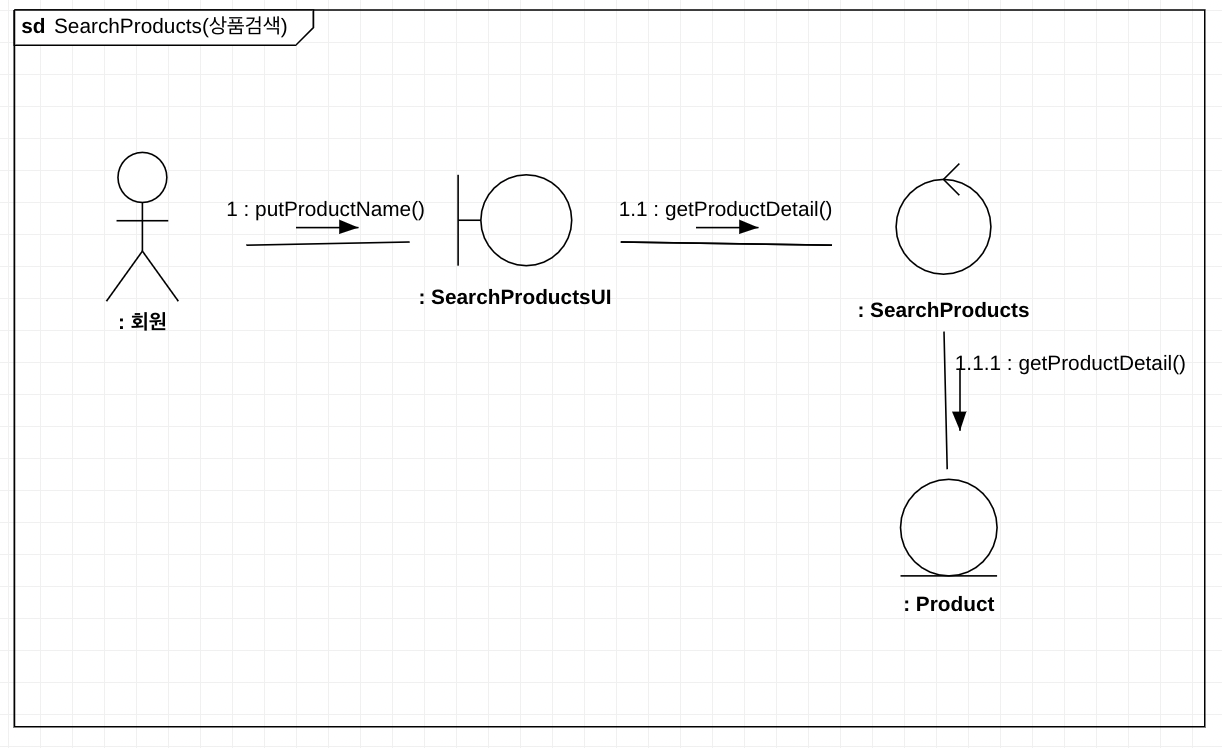 sd SearchProducts(상품검색)
1 : putProductName()
1.1 : getProductDetail()
: SearchProductsUI
: SearchProducts
: 회원
1.1.1 : getProductDetail()
: Product